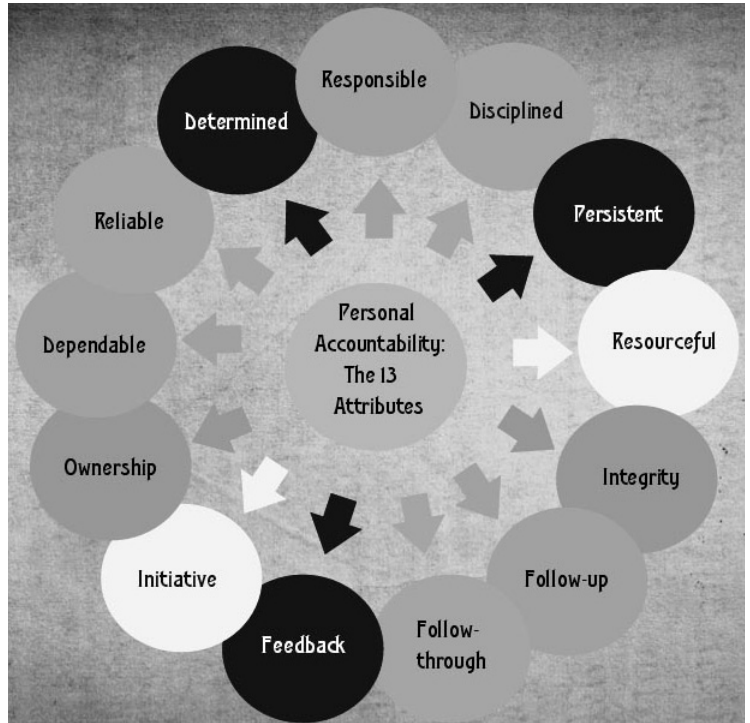 Responsible
Disciplined
Persistent
Resourceful
Integrity
Follow-up
Follow-
through
Feedback
Initiative
Ownership
Dependable
Reliable
Determined
Personal
Accountability:
The 13
Attributes